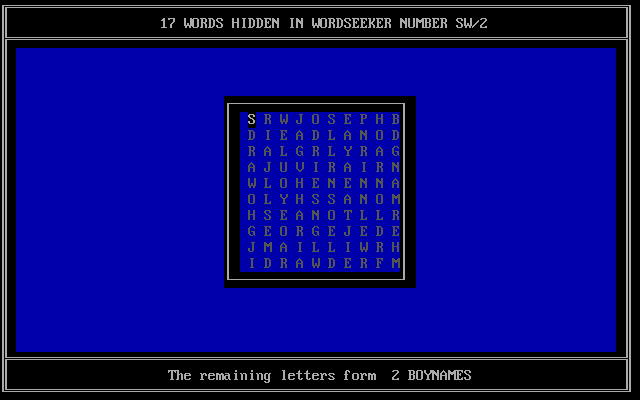 17 WORDS HIDDEN IN WORDSEEKER NUMBER SW/2
S R W J O S E P H B
D I E A D L A N O D
R A L G R L Y R A G
A J U V I R A I R N
W L O H E N E N N A
O L Y H S S A N O M
H S E A N O T L L R
G E O R G E J E D E
J M A I L L I W R H
I D R A W D E R F M
The remaining letters form 2 BOYNAMES